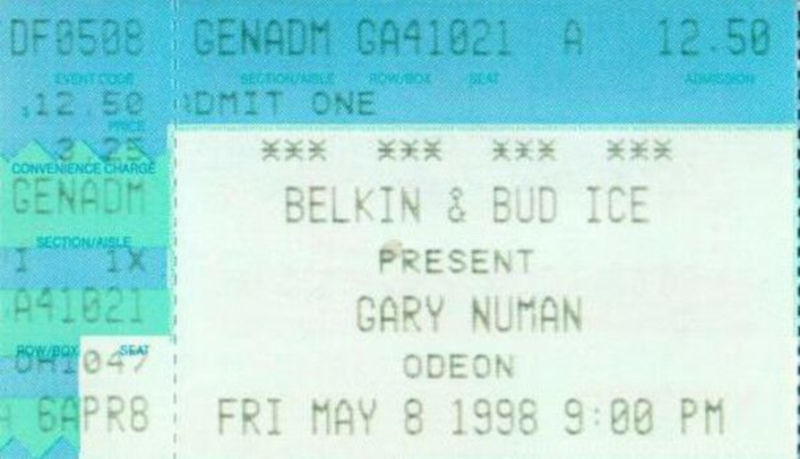 DF0508 GENADM GA41021 A 12.50
EVENT CODE SECTION/AISLE ROW/BOX SEAT ADMISSION
$12.50 ADMIT ONE
PRICE
3.25 *** *** *** ***
CONVENIENCE CHARGE
GENADM BELKIN & BUD ICE
SECTION/AISLE
1X PRESENT
A41021 GARY NUMAN
ROW/BOX SEAT
1047 ODEON
A 6APR8 FRI MAY 8 1998 9:00 PM